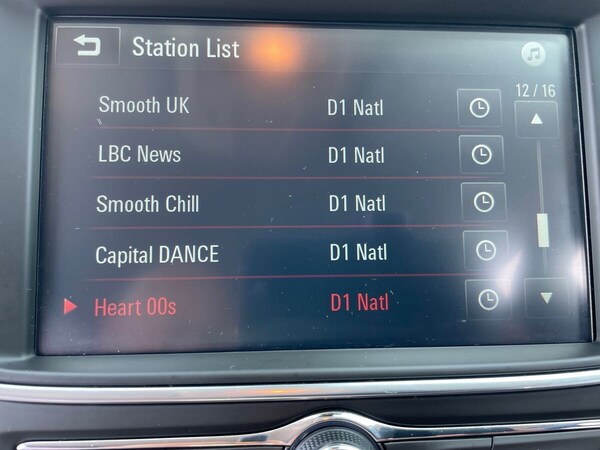 Station List
12 / 16
Smooth UK D1 Natl
LBC News D1 Natl
Smooth Chill D1 Natl
Capital DANCE D1 Natl
Heart 00s D1 Natl